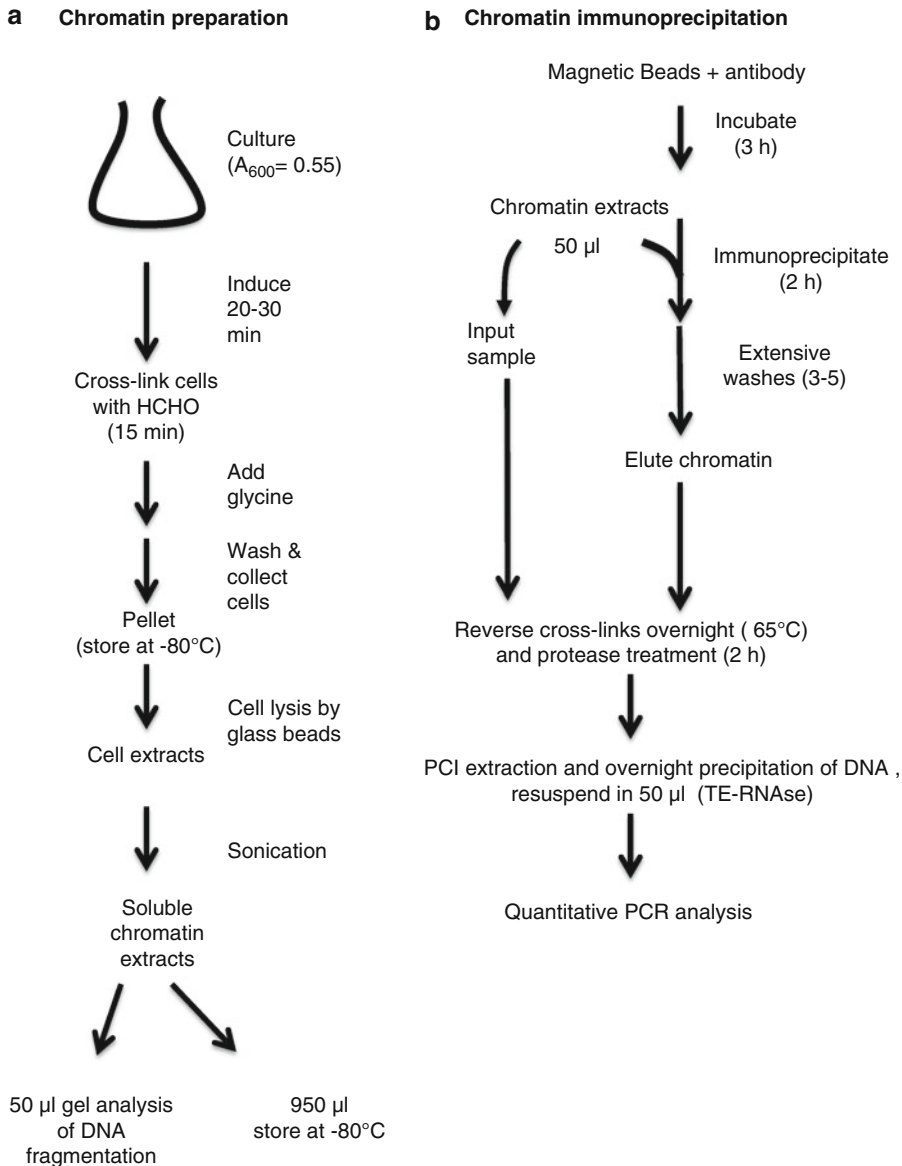 a Chromatin preparation
Culture
(A600= 0.55)
Induce
20-30
min
Cross-link cells
with HCHO
(15 min)
Add
glycine
Wash &
collect
cells
Pellet
(store at -80°C)
Cell lysis by
glass beads
Cell extracts
Sonication
Soluble
chromatin
extracts
50 µl gel analysis
of DNA
fragmentation
950 µl
store at -80°C
b Chromatin immunoprecipitation
Magnetic Beads + antibody
Incubate
(3 h)
Chromatin extracts
50 µl
Immunoprecipitate
(2 h)
Input
sample
Extensive
washes (3-5)
Elute chromatin
Reverse cross-links overnight ( 65°C)
and protease treatment (2 h)
PCI extraction and overnight precipitation of DNA ,
resuspend in 50 µl (TE-RNAse)
Quantitative PCR analysis